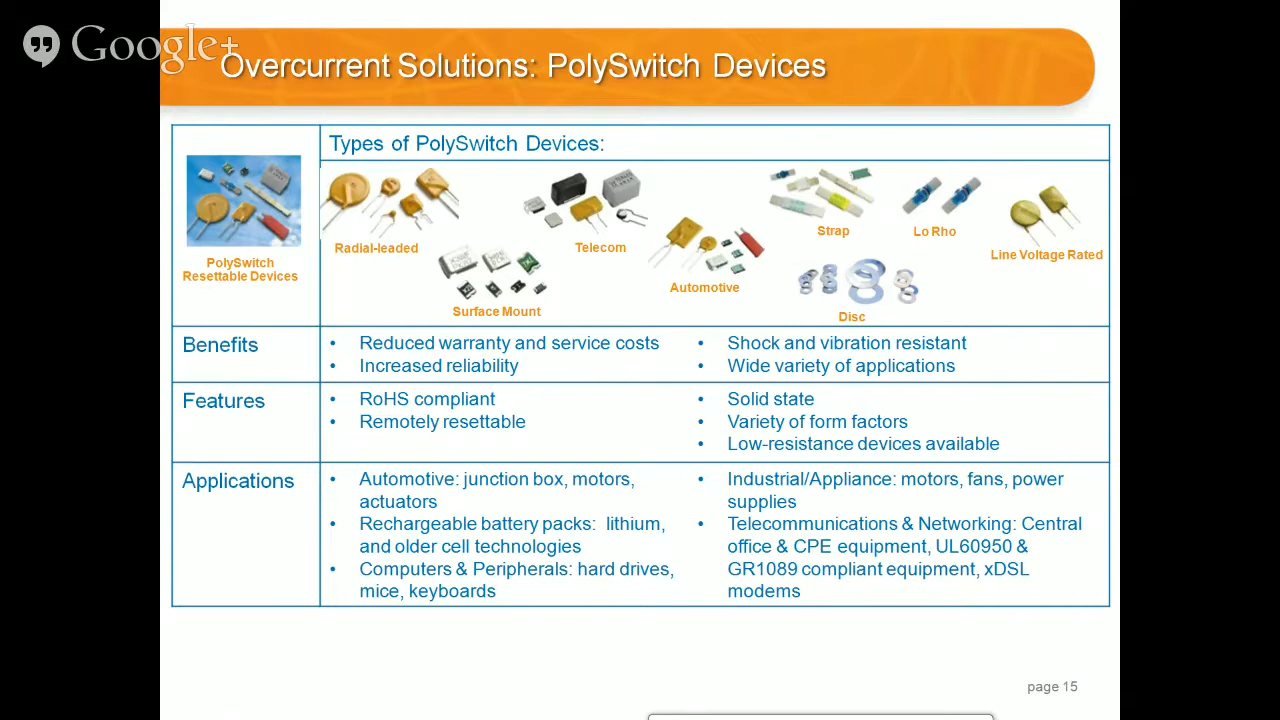 Google+
Overcurrent Solutions: PolySwitch Devices
Types of PolySwitch Devices:
PolySwitch
Resettable Devices
Radial-leaded
Surface Mount
Telecom
Automotive
Strap
Disc
Lo Rho
Line Voltage Rated
Benefits
• Reduced warranty and service costs
• Increased reliability
• Shock and vibration resistant
• Wide variety of applications
Features
• RoHS compliant
• Remotely resettable
• Solid state
• Variety of form factors
• Low-resistance devices available
Applications
• Automotive: junction box, motors,
actuators
• Rechargeable battery packs:  lithium,
and older cell technologies
• Computers & Peripherals: hard drives,
mice, keyboards
• Industrial/Appliance: motors, fans, power
supplies
• Telecommunications & Networking: Central
office & CPE equipment, UL60950 &
GR1089 compliant equipment, xDSL
modems
page 15